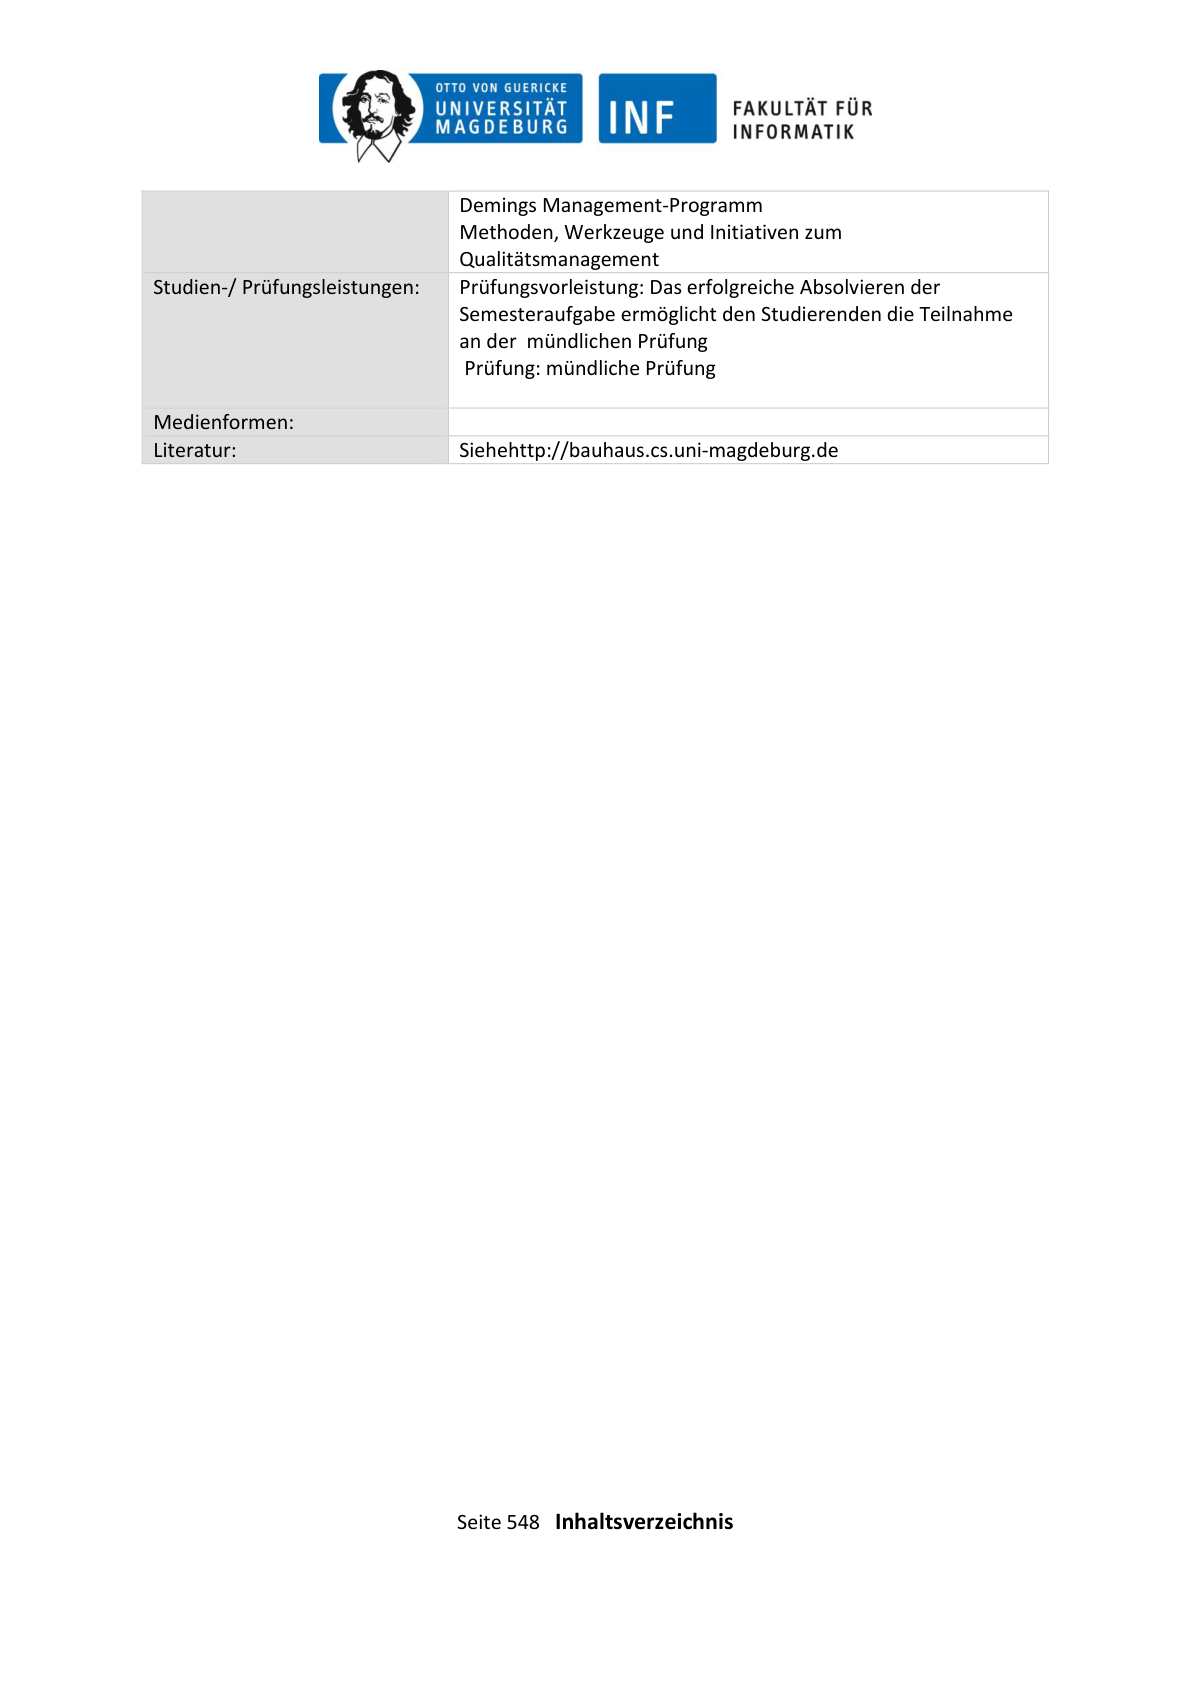 OTTO VON GUERICKE
UNIVERSITÄT
MAGDEBURG
INF
FAKULTÄT FÜR
INFORMATIK
Demings Management-Programm
Methoden, Werkzeuge und Initiativen zum
Qualitätsmanagement
Studien-/ Prüfungsleistungen:
Prüfungsvorleistung: Das erfolgreiche Absolvieren der
Semesteraufgabe ermöglicht den Studierenden die Teilnahme
an der  mündlichen Prüfung
Prüfung: mündliche Prüfung
Medienformen:
Literatur:
Siehehttp://bauhaus.cs.uni-magdeburg.de
Seite 548   Inhaltsverzeichnis